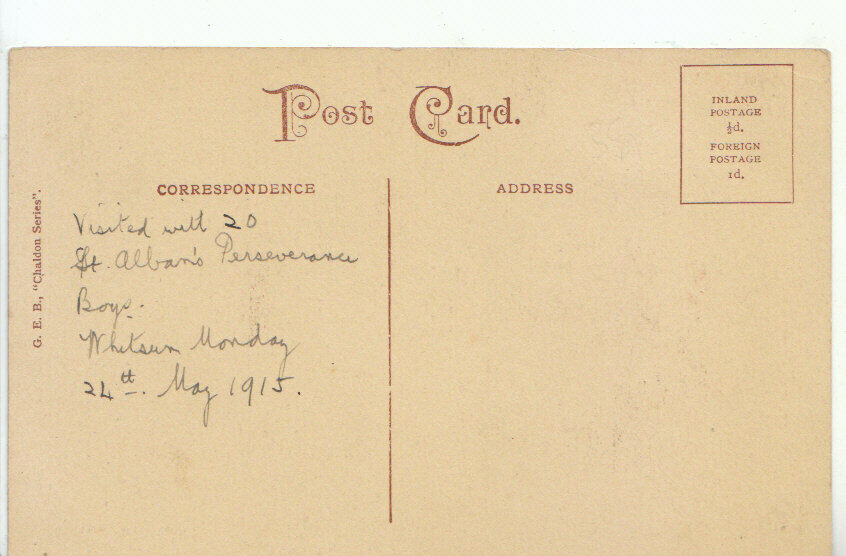 Post Card.
INLAND
POSTAGE
½d.
FOREIGN
POSTAGE
1d.
CORRESPONDENCE
ADDRESS
G. E. B., "Chaldon Series".
Visited with 20
St. Alban's Perseverance
Boys.
Whitsun Monday
24th. May 1915.